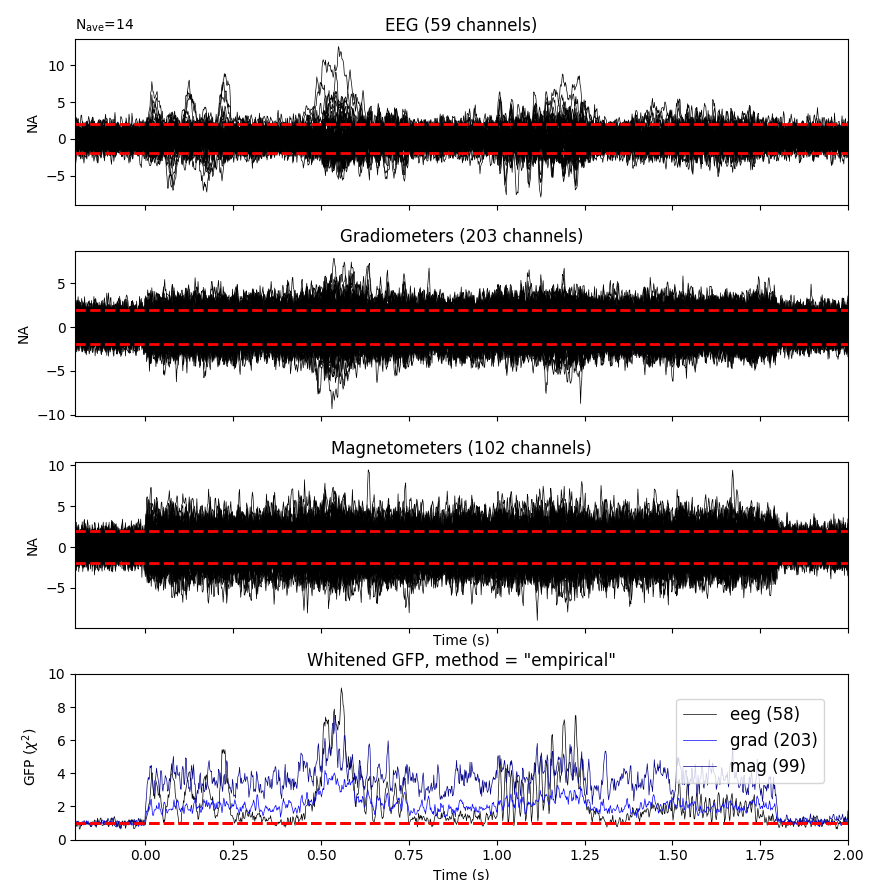 Nave=14
EEG (59 channels)
10
5
0
−5
NA
Gradiometers (203 channels)
5
0
−5
−10
NA
Magnetometers (102 channels)
10
5
0
−5
NA
Time (s)
Whitened GFP, method = "empirical"
10
8
6
4
2
0
GFP (χ²)
eeg (58)
grad (203)
mag (99)
0.00 0.25 0.50 0.75 1.00 1.25 1.50 1.75 2.00
Time (s)